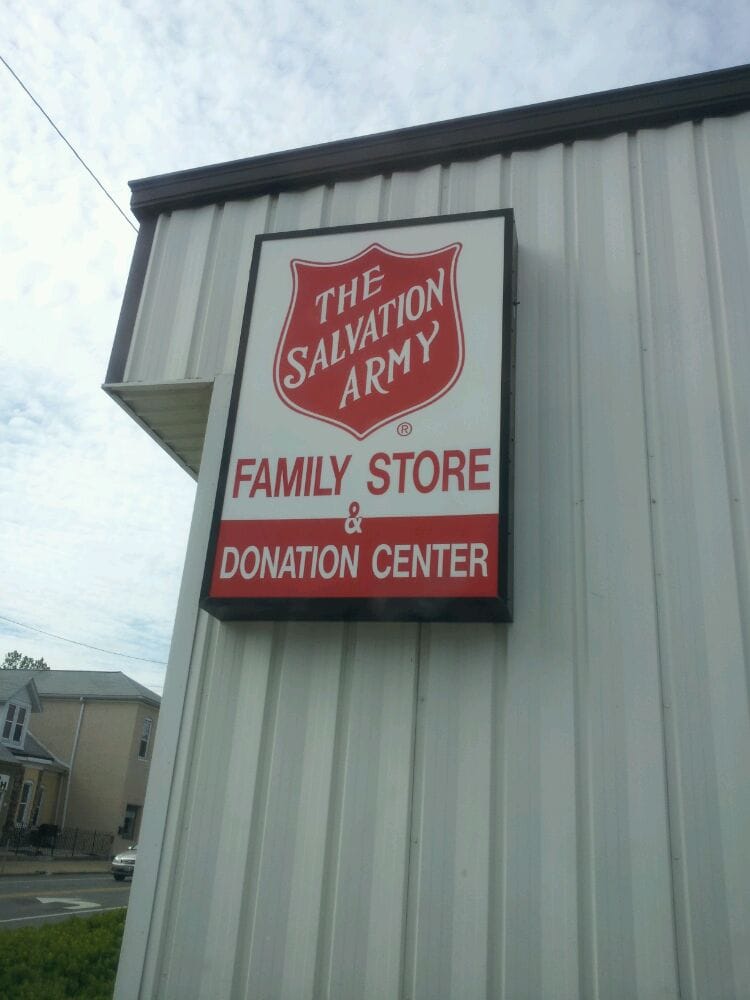 THE
SALVATION
ARMY
®
FAMILY STORE
&
DONATION CENTER